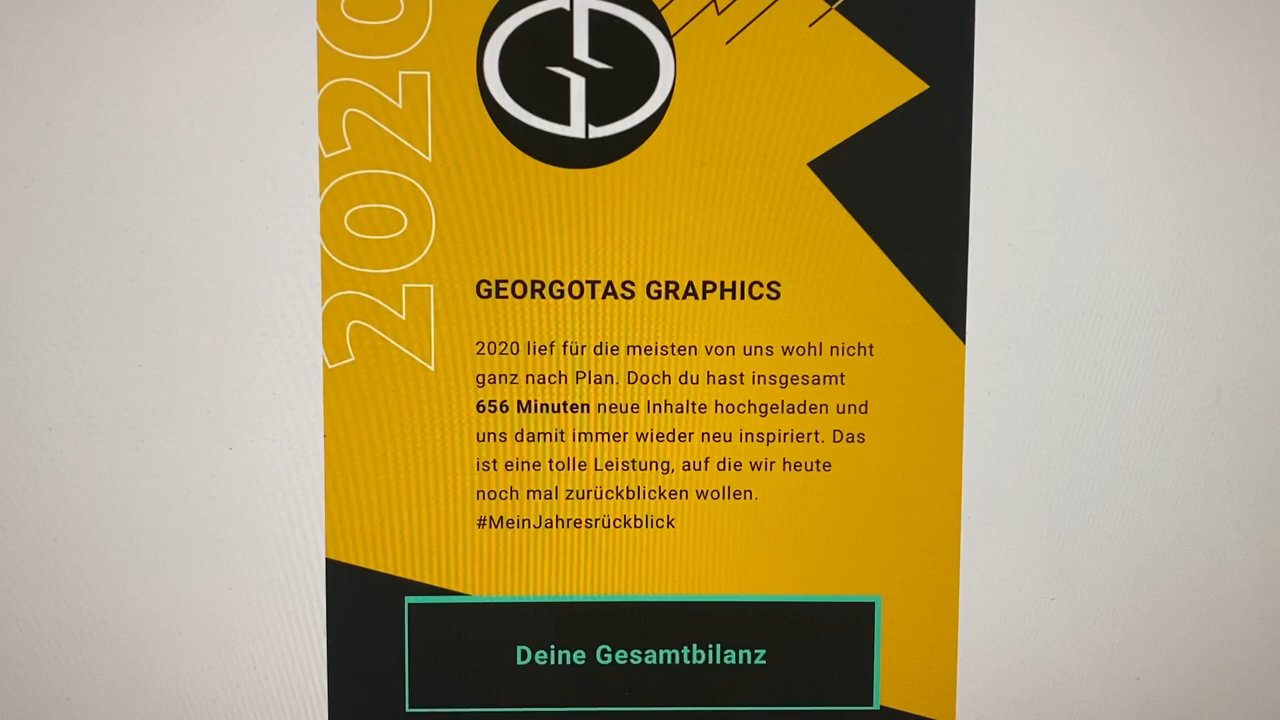 2020
GEORGOTAS GRAPHICS
2020 lief für die meisten von uns wohl nicht
ganz nach Plan. Doch du hast insgesamt
656 Minuten neue Inhalte hochgeladen und
uns damit immer wieder neu inspiriert. Das
ist eine tolle Leistung, auf die wir heute
noch mal zurückblicken wollen.
#MeinJahresrückblick
Deine Gesamtbilanz